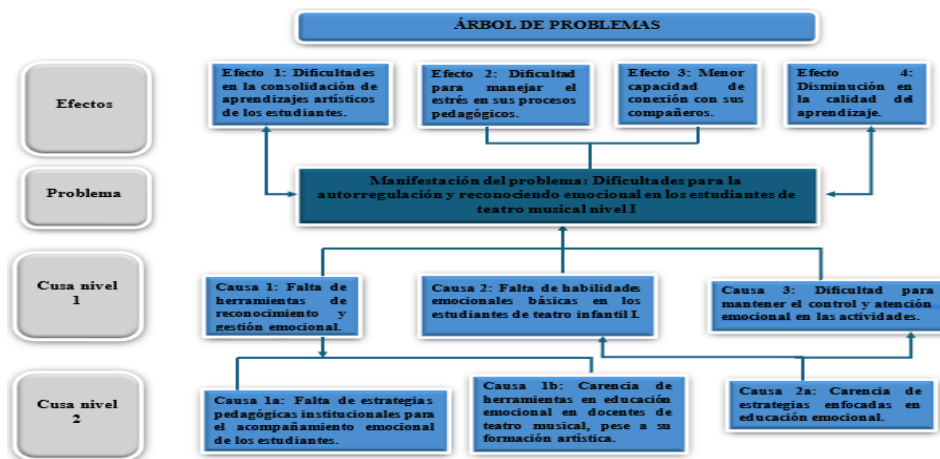 ÁRBOL DE PROBLEMAS
Efectos
Efecto 1: Dificultades
en la consolidación de
aprendizajes artísticos
de los estudiantes.
Efecto 2: Dificultad
para manejar el
estrés en sus procesos
pedagógicos.
Efecto 3: Menor
capacidad de
conexión con sus
compañeros.
Efecto 4:
Disminución en
la calidad del
aprendizaje.
Problema
Manifestación del problema: Dificultades para la
autorregulación y reconociendo emocional en los estudiantes de
teatro musical nivel I
Cusa nivel
1
Causa 1: Falta de
herramientas de
reconocimiento y
gestión emocional.
Causa 2: Falta de habilidades
emocionales básicas en los
estudiantes de teatro infantil I.
Causa 3: Dificultad para
mantener el control y atención
emocional en las actividades.
Cusa nivel
2
Causa 1a: Falta de estrategias
pedagógicas institucionales para
el acompañamiento emocional
de los estudiantes.
Causa 1b: Carencia de
herramientas en educación
emocional en docentes de
teatro musical, pese a su
formación artística.
Causa 2a: Carencia de
estrategias enfocadas en
educación emocional.